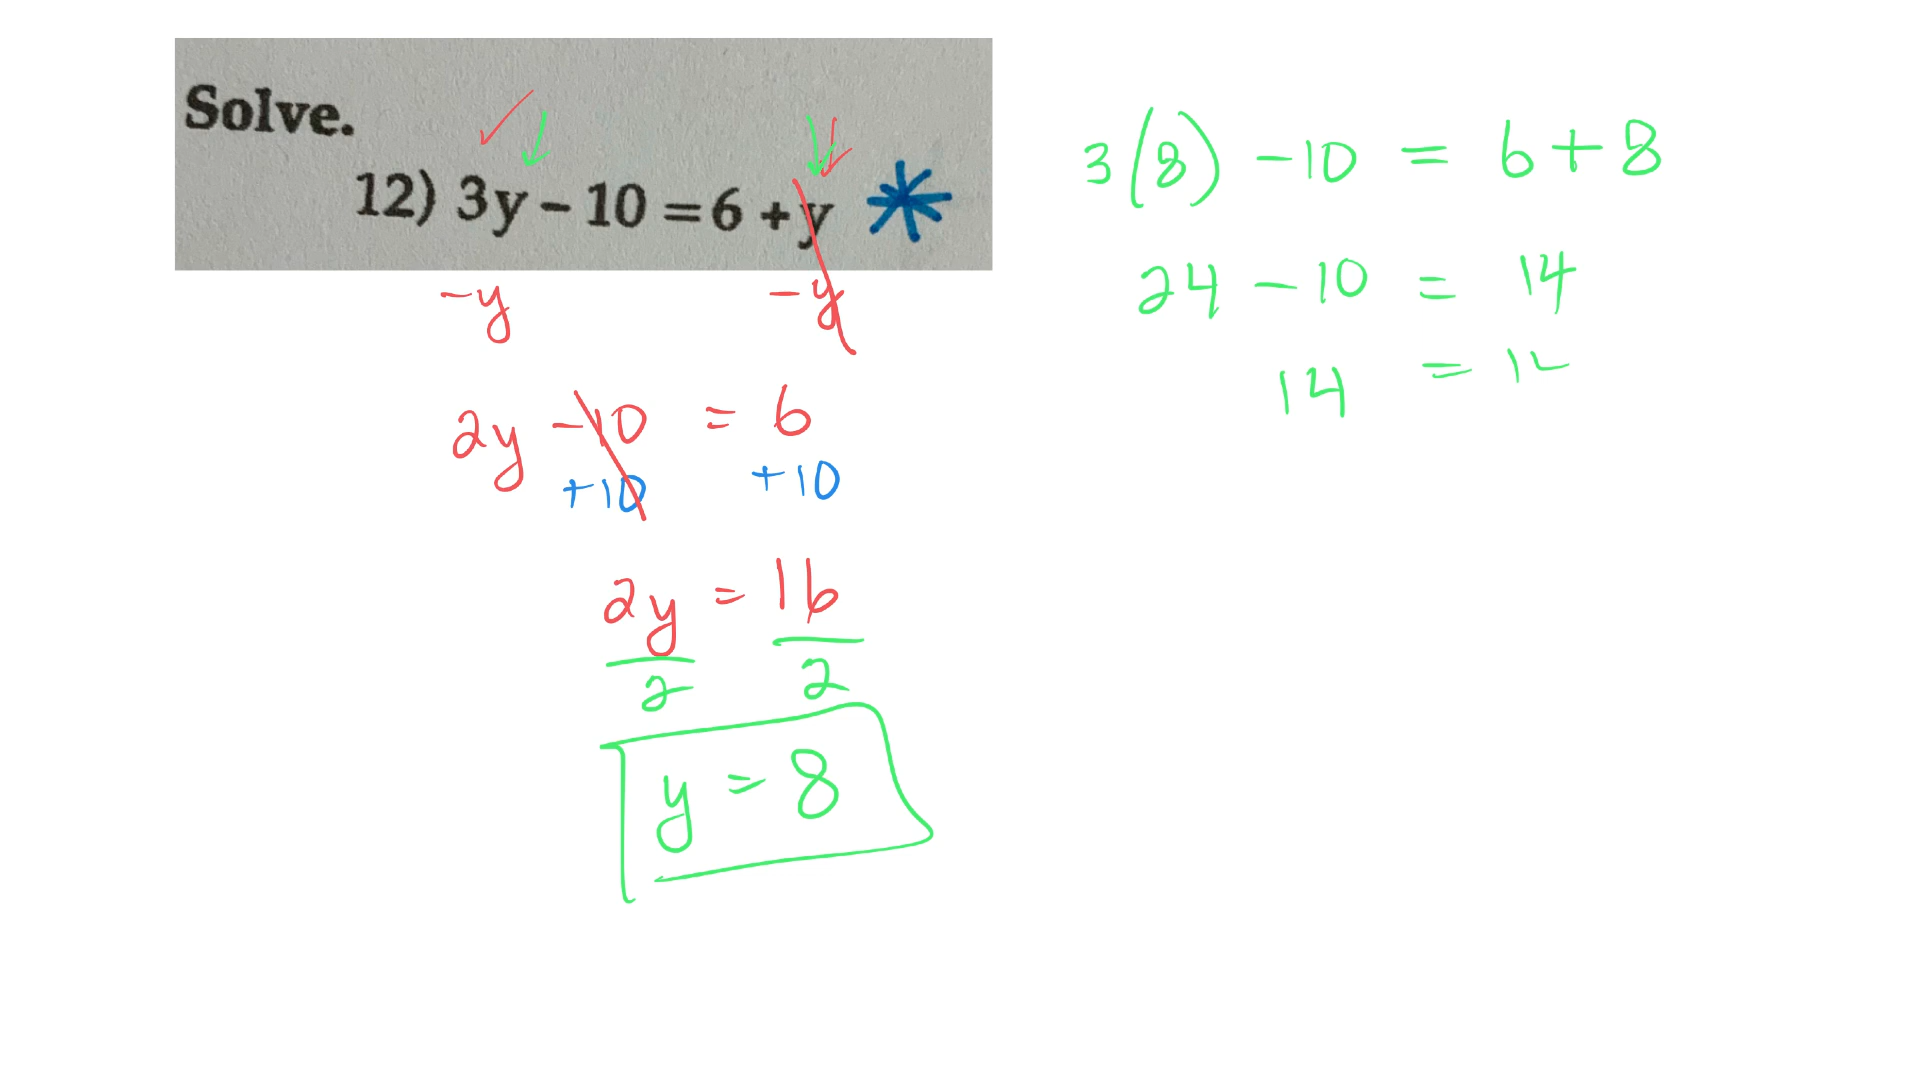 Solve.
12) 3y - 10 = 6 + y
-y -y
2y - 10 = 6
+10 +10
2y = 16
2 2
y = 8
3(8) - 10 = 6 + 8
24 - 10 = 14
14 = 14